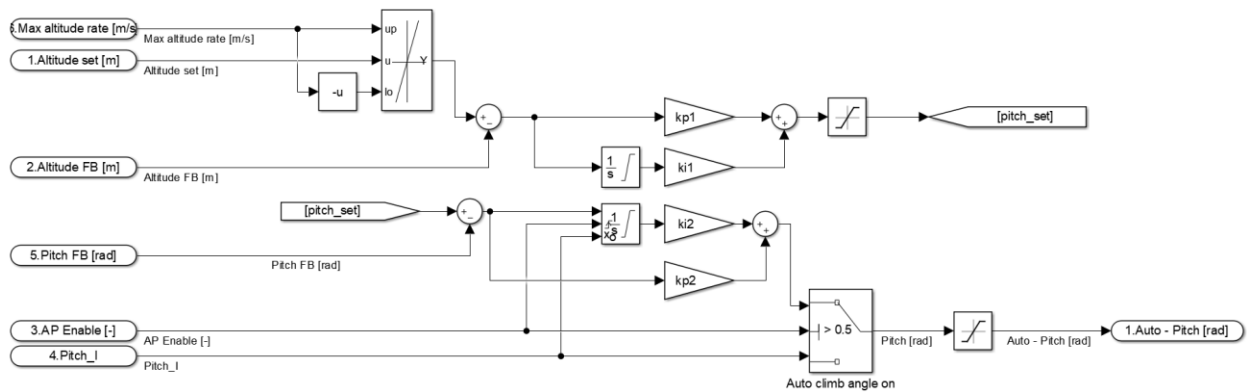 6.Max altitude rate [m/s]
Max altitude rate [m/s]
up
1.Altitude set [m]
Altitude set [m]
u
Y
-u
lo
kp1
[pitch_set]
2.Altitude FB [m]
Altitude FB [m]
1
s
ki1
[pitch_set]
1
s
x
o
ki2
5.Pitch FB [rad]
Pitch FB [rad]
kp2
3.AP Enable [-]
AP Enable [-]
> 0.5
Pitch [rad]
Auto - Pitch [rad]
1.Auto - Pitch [rad]
4.Pitch_I
Pitch_I
Auto climb angle on